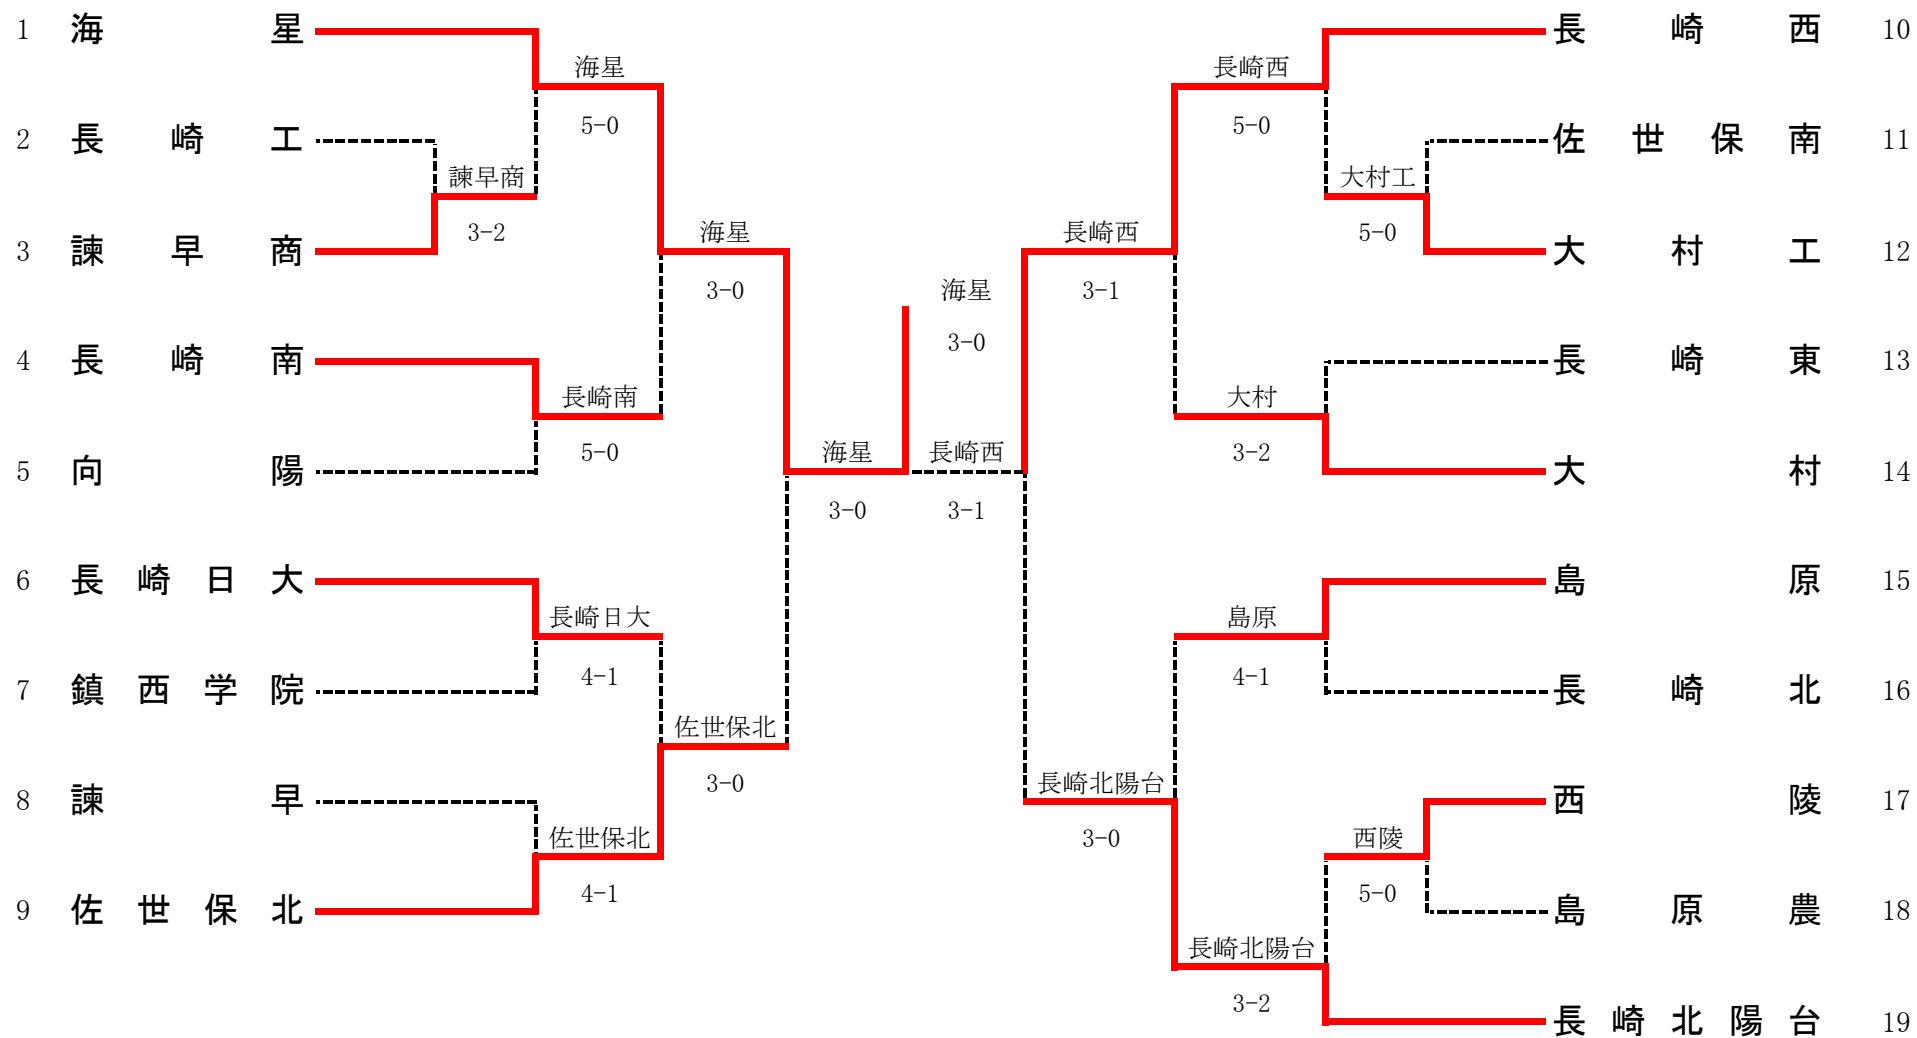 1 海星
海星
5-0
2 長崎工
諫早商
3-2
3 諫早商
海星
3-0
4 長崎南
長崎南
5-0
5 向陽
海星
3-0
6 長崎日大
長崎日大
4-1
7 鎮西学院
佐世保北
3-0
8 諫早
佐世保北
4-1
9 佐世保北
海星
3-0
長崎西
3-1
長崎西 10
長崎西
5-0
佐世保南 11
大村工
5-0
大村工 12
長崎西
3-1
長崎東 13
大村
3-2
大村 14
島原 15
島原
4-1
長崎北 16
長崎北陽台
3-0
西陵 17
西陵
5-0
島原農 18
長崎北陽台
3-2
長崎北陽台 19